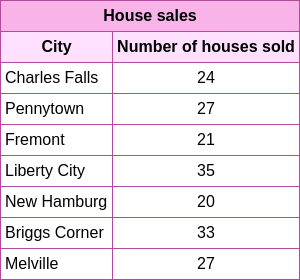 House sales
City Number of houses sold
Charles Falls 24
Pennytown 27
Fremont 21
Liberty City 35
New Hamburg 20
Briggs Corner 33
Melville 27